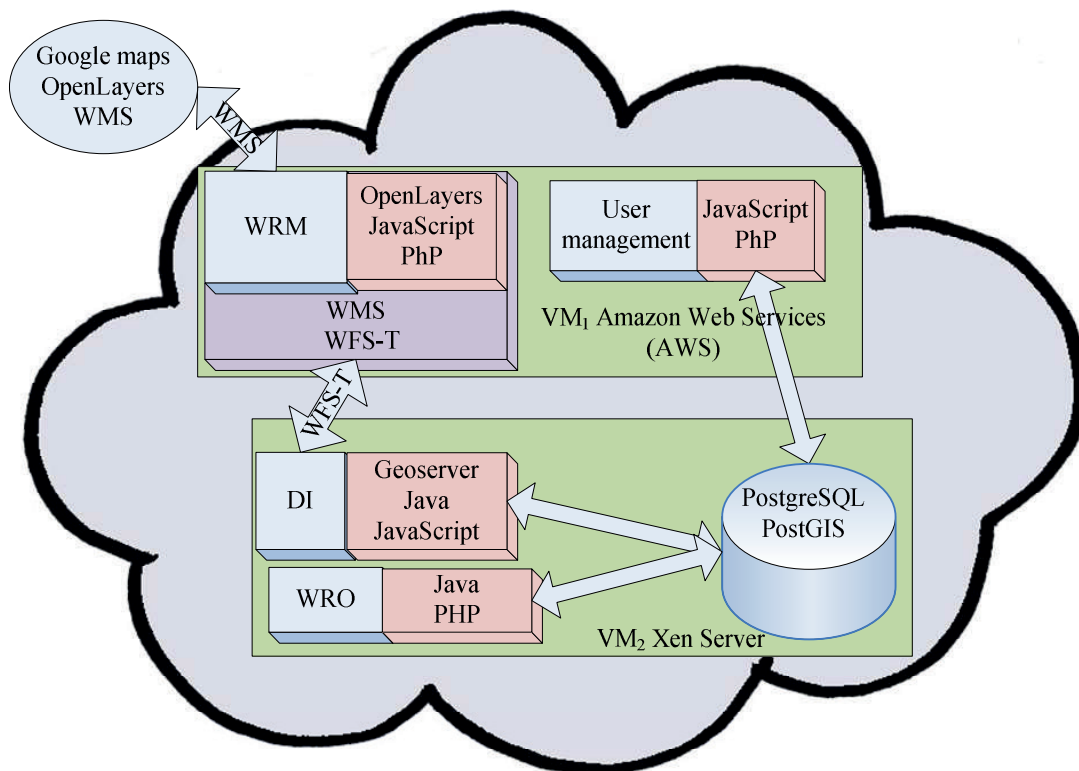 Google maps
OpenLayers
WMS
WMS
WRM
OpenLayers
JavaScript
PhP
WMS
WFS-T
User
management
JavaScript
PhP
VM₁ Amazon Web Services
(AWS)
WFS-T
DI
Geoserver
Java
JavaScript
WRO
Java
PHP
PostgreSQL
PostGIS
VM₂ Xen Server